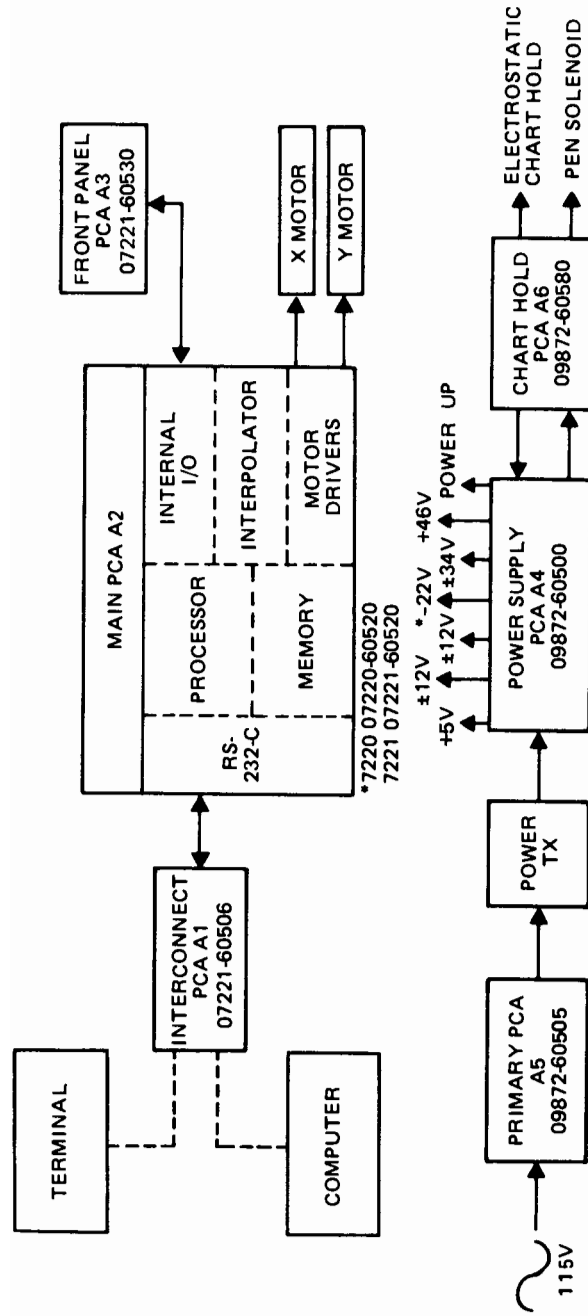 TERMINAL
COMPUTER
INTERCONNECT
PCA A1
07221-60506
MAIN PCA A2
RS-
232-C
PROCESSOR
MEMORY
INTERNAL
I/O
INTERPOLATOR
MOTOR
DRIVERS
*7220 07220-60520
7221 07221-60520
FRONT PANEL
PCA A3
07221-60530
X MOTOR
Y MOTOR
115V
PRIMARY PCA
A5
09872-60505
POWER
TX
+5V
±12V
±12V
*-22V
±34V
+46V
POWER UP
POWER SUPPLY
PCA A4
09872-60500
CHART HOLD
PCA A6
09872-60580
ELECTROSTATIC
CHART HOLD
PEN SOLENOID